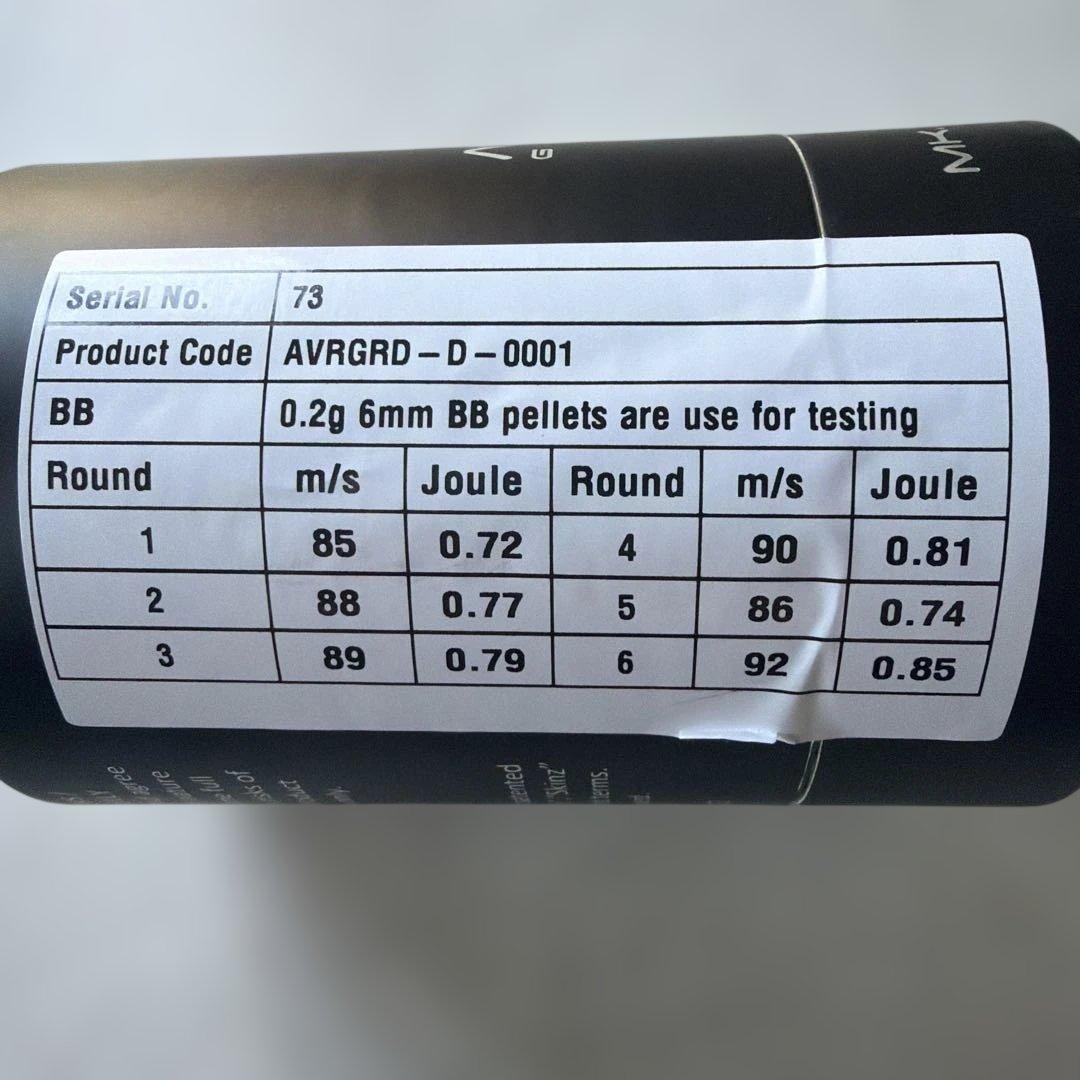 Serial No. 73
Product Code AVRGRD – D – 0001
BB 0.2g 6mm BB pellets are use for testing
Round m/s Joule Round m/s Joule
1 85 0.72 4 90 0.81
2 88 0.77 5 86 0.74
3 89 0.79 6 92 0.85
"Skinz"
terms.